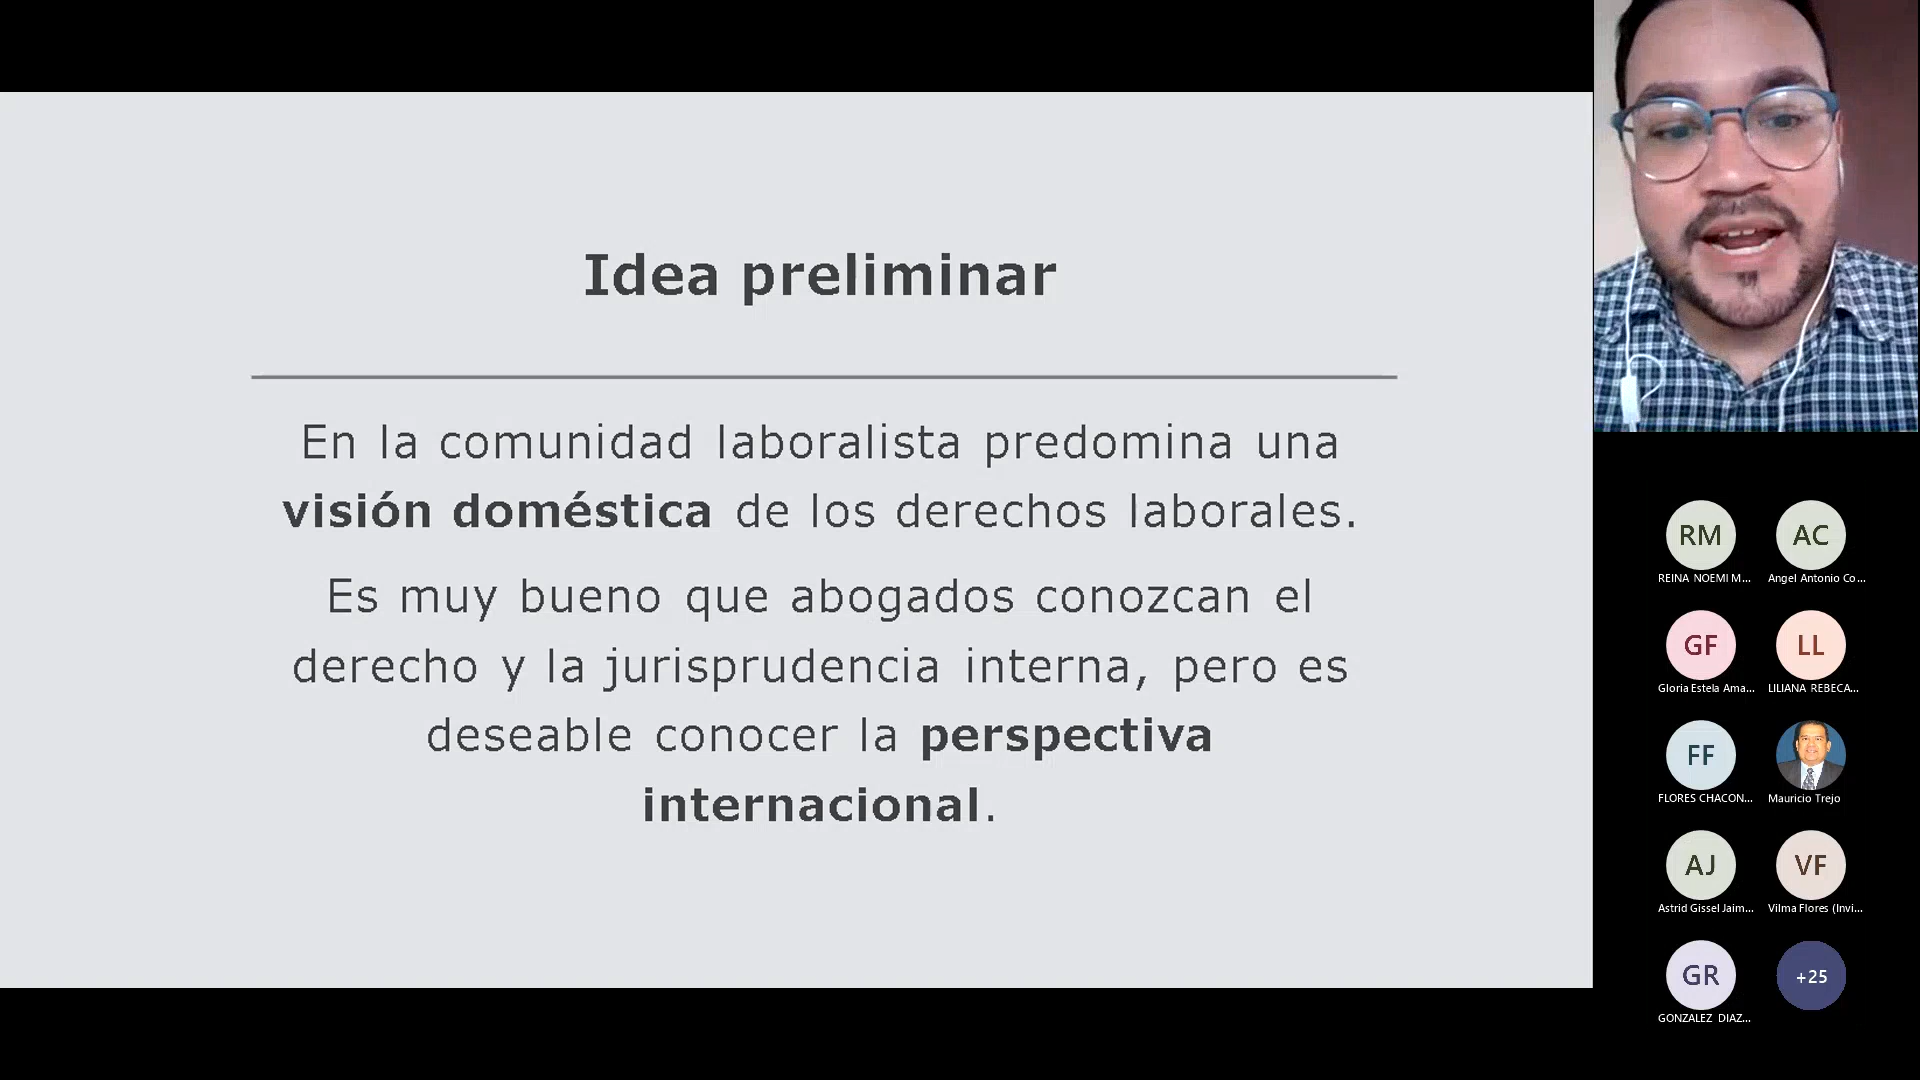 Idea preliminar
En la comunidad laboralista predomina una
visión doméstica de los derechos laborales.
Es muy bueno que abogados conozcan el
derecho y la jurisprudencia interna, pero es
deseable conocer la perspectiva
internacional.
RM
REINA NOEMI M...
AC
Angel Antonio Co...
GF
Gloria Estela Ama...
LL
LILIANA REBECA...
FF
FLORES CHACON...
Mauricio Trejo
AJ
Astrid Gissel Jaim...
VF
Vilma Flores (Invi...
GR
GONZALEZ DIAZ...
+25